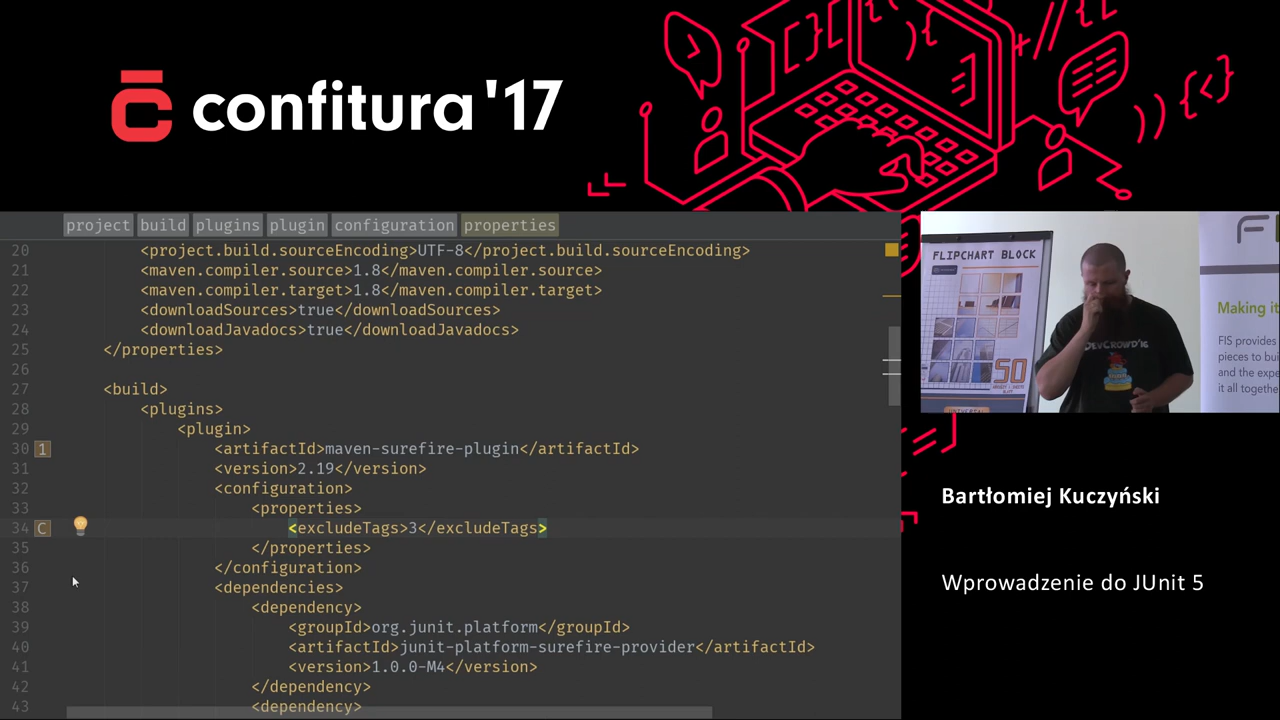 confitura '17
project build plugins plugin configuration properties
20 <project.build.sourceEncoding>UTF-8</project.build.sourceEncoding>
21 <maven.compiler.source>1.8</maven.compiler.source>
22 <maven.compiler.target>1.8</maven.compiler.target>
23 <downloadSources>true</downloadSources>
24 <downloadJavadocs>true</downloadJavadocs>
25 </properties>
26
27 <build>
28 <plugins>
29 <plugin>
30 1 <artifactId>maven-surefire-plugin</artifactId>
31 <version>2.19</version>
32 <configuration>
33 <properties>
34 C <excludeTags>3</excludeTags>
35 </properties>
36 </configuration>
37 <dependencies>
38 <dependency>
39 <groupId>org.junit.platform</groupId>
40 <artifactId>junit-platform-surefire-provider</artifactId>
41 <version>1.0.0-M4</version>
42 </dependency>
43 <dependency>
FLIPCHART BLOCK
50
DEVCROWD'16
F
Making it
FIS provides
pieces to bui
and the expe
it all togethe
Bartłomiej Kuczyński
Wprowadzenie do JUnit 5